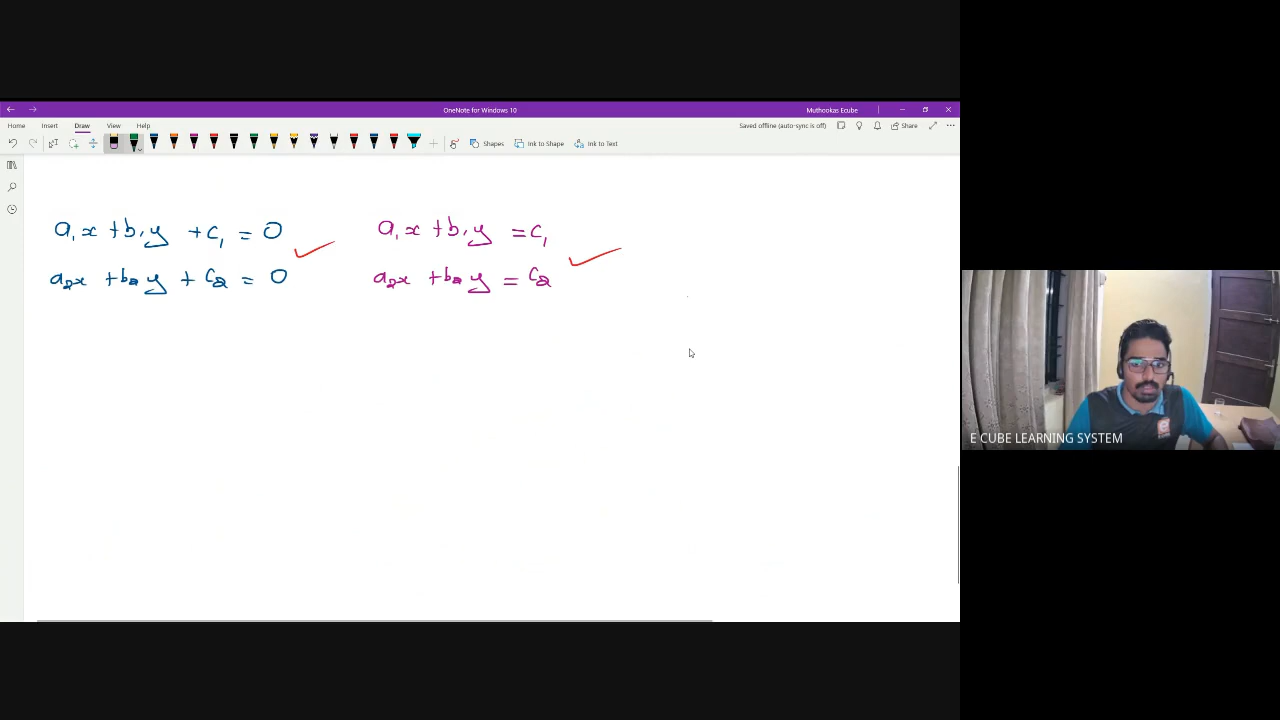 OneNote for Windows 10
Muthookas Ecube
Home Insert Draw View Help
Saved offline (auto-sync is off)
Share
Shapes
Ink to Shape
Ink to Text
a₁x + b₁y + c₁ = 0
a₂x + b₂y + c₂ = 0
a₁x + b₁y = c₁
a₂x + b₂y = c₂
E CUBE LEARNING SYSTEM